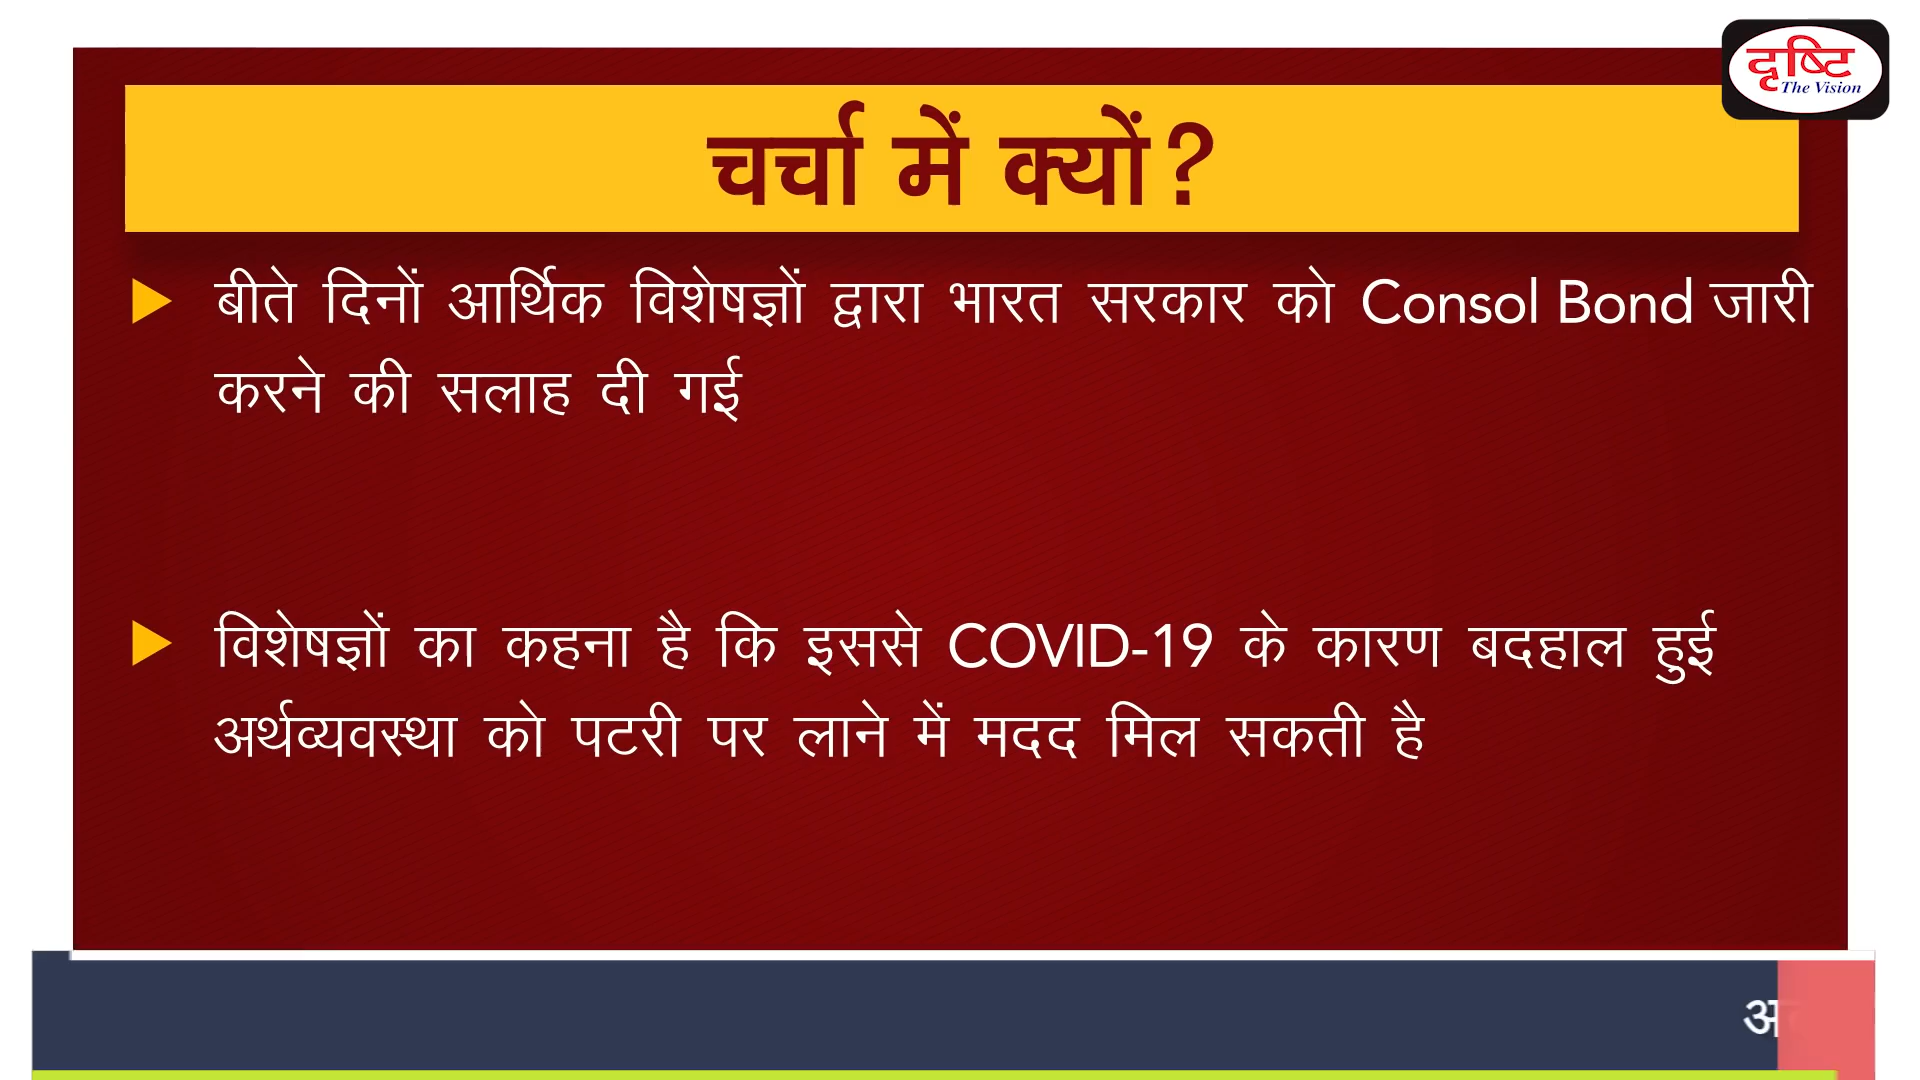 दृष्टि
The Vision
चर्चा में क्यों?
बीते दिनों आर्थिक विशेषज्ञों द्वारा भारत सरकार को Consol Bond जारी
करने की सलाह दी गई
विशेषज्ञों का कहना है कि इससे COVID-19 के कारण बदहाल हुई
अर्थव्यवस्था को पटरी पर लाने में मदद मिल सकती है